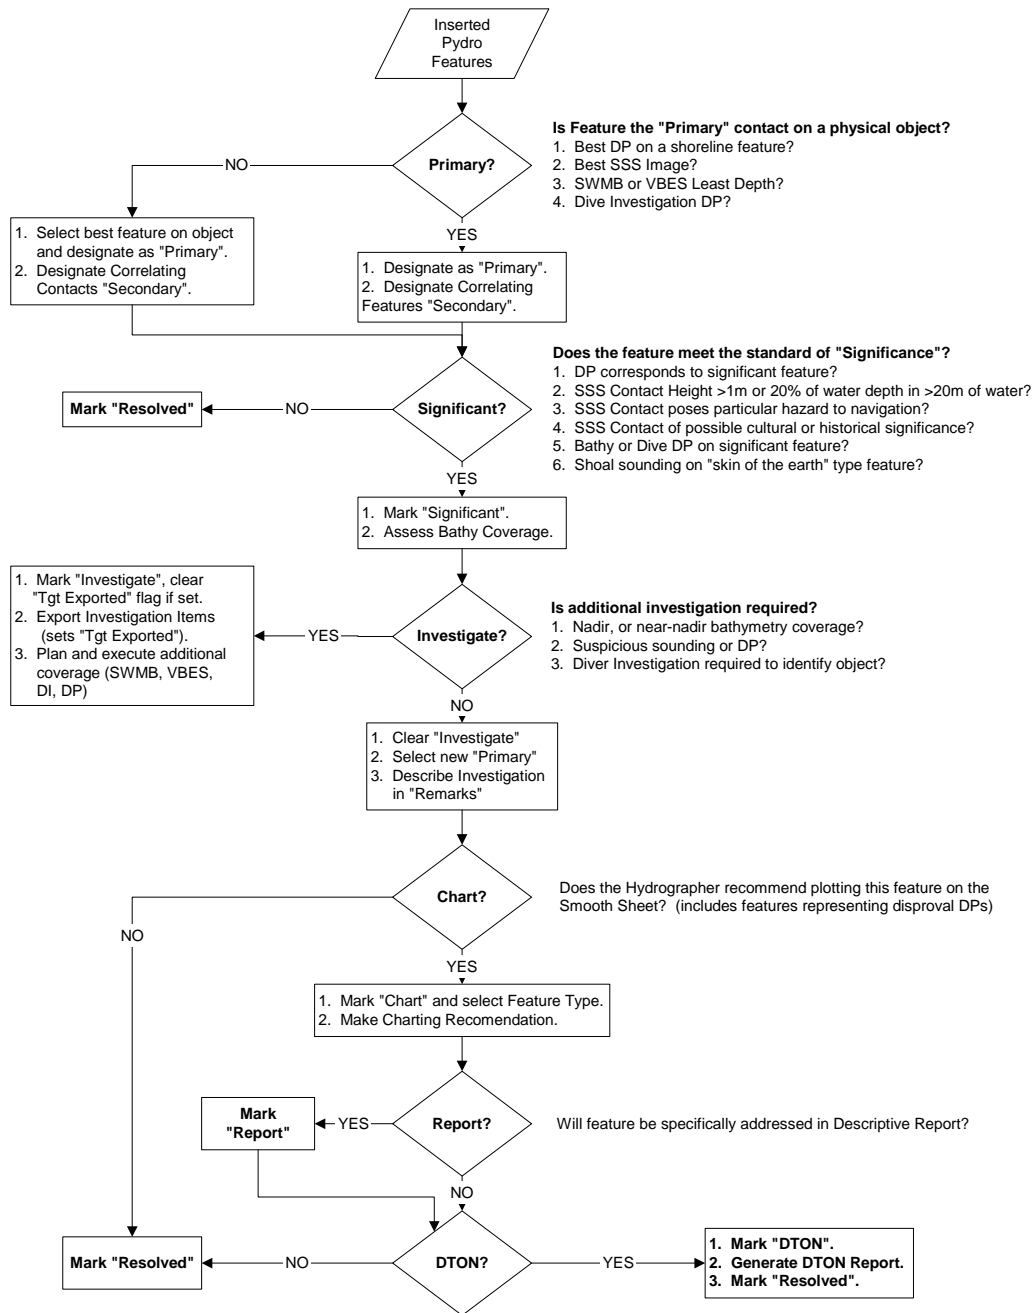 Inserted
Pydro
Features
Is Feature the "Primary" contact on a physical object?
1. Best DP on a shoreline feature?
2. Best SSS Image?
3. SWMB or VBES Least Depth?
4. Dive Investigation DP?
Primary?
NO
YES
1. Select best feature on object
and designate as "Primary".
2. Designate Correlating
Contacts "Secondary".
1. Designate as "Primary".
2. Designate Correlating
Features "Secondary".
Does the feature meet the standard of "Significance"?
1. DP corresponds to significant feature?
2. SSS Contact Height >1m or 20% of water depth in >20m of water?
3. SSS Contact poses particular hazard to navigation?
4. SSS Contact of possible cultural or historical significance?
5. Bathy or Dive DP on significant feature?
6. Shoal sounding on "skin of the earth" type feature?
Mark "Resolved"
NO
Significant?
YES
1. Mark "Significant".
2. Assess Bathy Coverage.
1. Mark "Investigate", clear
"Tgt Exported" flag if set.
2. Export Investigation Items
(sets "Tgt Exported").
3. Plan and execute additional
coverage (SWMB, VBES,
DI, DP)
YES
Investigate?
Is additional investigation required?
1. Nadir, or near-nadir bathymetry coverage?
2. Suspicious sounding or DP?
3. Diver Investigation required to identify object?
NO
1. Clear "Investigate"
2. Select new "Primary"
3. Describe Investigation
in "Remarks"
Chart?
Does the Hydrographer recommend plotting this feature on the
Smooth Sheet? (includes features representing disproval DPs)
NO
YES
1. Mark "Chart" and select Feature Type.
2. Make Charting Recomendation.
Mark
"Report"
YES
Report?
Will feature be specifically addressed in Descriptive Report?
NO
Mark "Resolved"
NO
DTON?
YES
1. Mark "DTON".
2. Generate DTON Report.
3. Mark "Resolved".